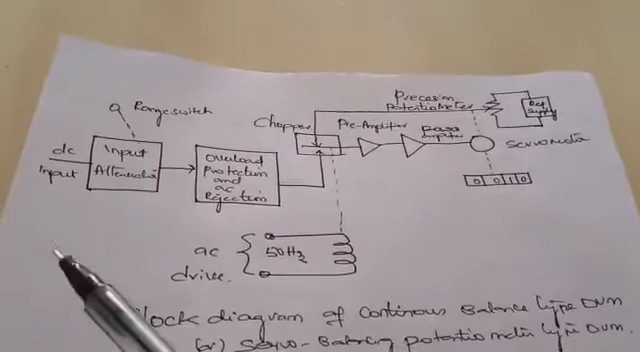 Range switch
dc
Input
Input
Attenuator
Overload
Protection
and
ac
Rejection
Chopper
Pre-Amplifier
Precesion
Potentiometer
Power
Amplifier
Ref
Supply
Servomotor
0 0 1 0
ac
drive.
50Hz
Block diagram of Continous Balance type DVM
(or) Servo-Balancing potentiometer type DVM.